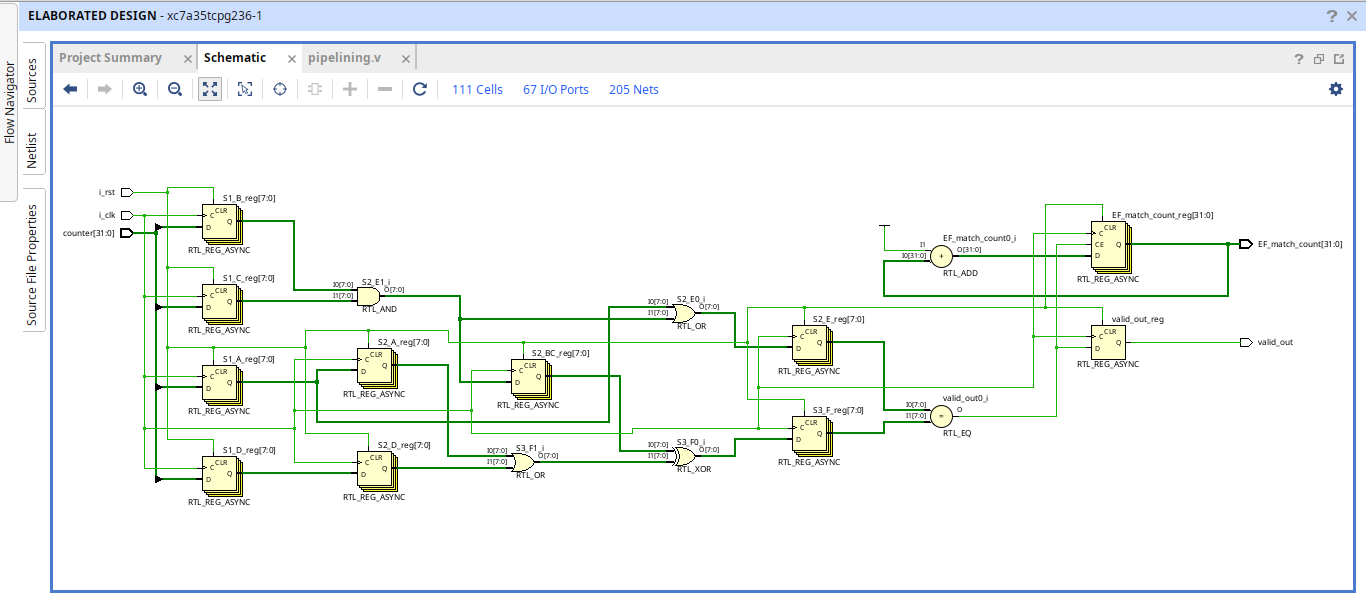 ELABORATED DESIGN - xc7a35tcpg236-1
? ×
Flow Navigator
Sources
Netlist
Source File Properties
Project Summary × Schematic × pipelining.v ×
?
111 Cells 67 I/O Ports 205 Nets
i_rst
i_clk
counter[31:0]
S1_B_reg[7:0]
CLR
C
Q
D
RTL_REG_ASYNC
S1_C_reg[7:0]
CLR
C
Q
D
RTL_REG_ASYNC
S1_A_reg[7:0]
CLR
C
Q
D
RTL_REG_ASYNC
S1_D_reg[7:0]
CLR
C
Q
D
RTL_REG_ASYNC
S2_E1_i
I0[7:0]
I1[7:0]
O[7:0]
RTL_AND
S2_A_reg[7:0]
CLR
C
Q
D
RTL_REG_ASYNC
S2_D_reg[7:0]
CLR
C
Q
D
RTL_REG_ASYNC
S2_BC_reg[7:0]
CLR
C
Q
D
RTL_REG_ASYNC
S3_F1_i
I0[7:0]
I1[7:0]
O[7:0]
RTL_OR
S2_E0_i
I0[7:0]
I1[7:0]
O[7:0]
RTL_OR
S3_F0_i
I0[7:0]
I1[7:0]
O[7:0]
RTL_XOR
S2_E_reg[7:0]
CLR
C
Q
D
RTL_REG_ASYNC
S3_F_reg[7:0]
CLR
C
Q
D
RTL_REG_ASYNC
EF_match_count0_i
I1
I0[31:0]
+
O[31:0]
RTL_ADD
valid_out0_i
I0[7:0]
I1[7:0]
=
O
RTL_EQ
EF_match_count_reg[31:0]
CLR
C
CE
Q
D
RTL_REG_ASYNC
valid_out_reg
CLR
C
Q
D
RTL_REG_ASYNC
EF_match_count[31:0]
valid_out